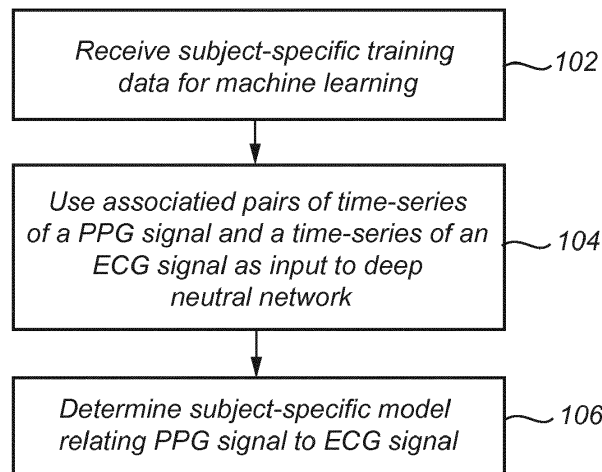 Receive subject-specific training
data for machine learning
102
Use associatied pairs of time-series
of a PPG signal and a time-series of an
ECG signal as input to deep
neutral network
104
Determine subject-specific model
relating PPG signal to ECG signal
106